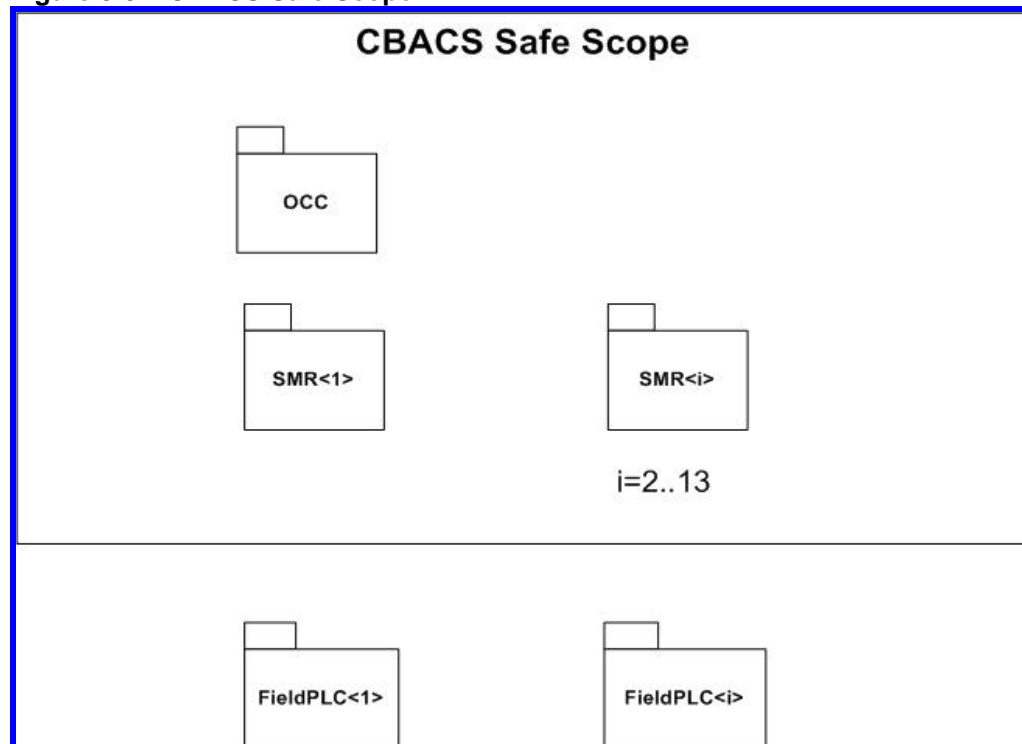 CBACS Safe Scope
OCC
SMR<1>
SMR<i>
i=2..13
FieldPLC<1>
FieldPLC<i>